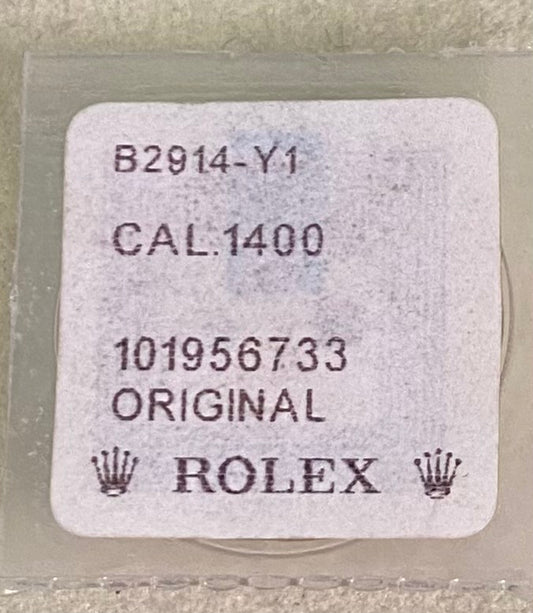 B2914-Y1
CAL.1400
101956733
ORIGINAL
ROLEX